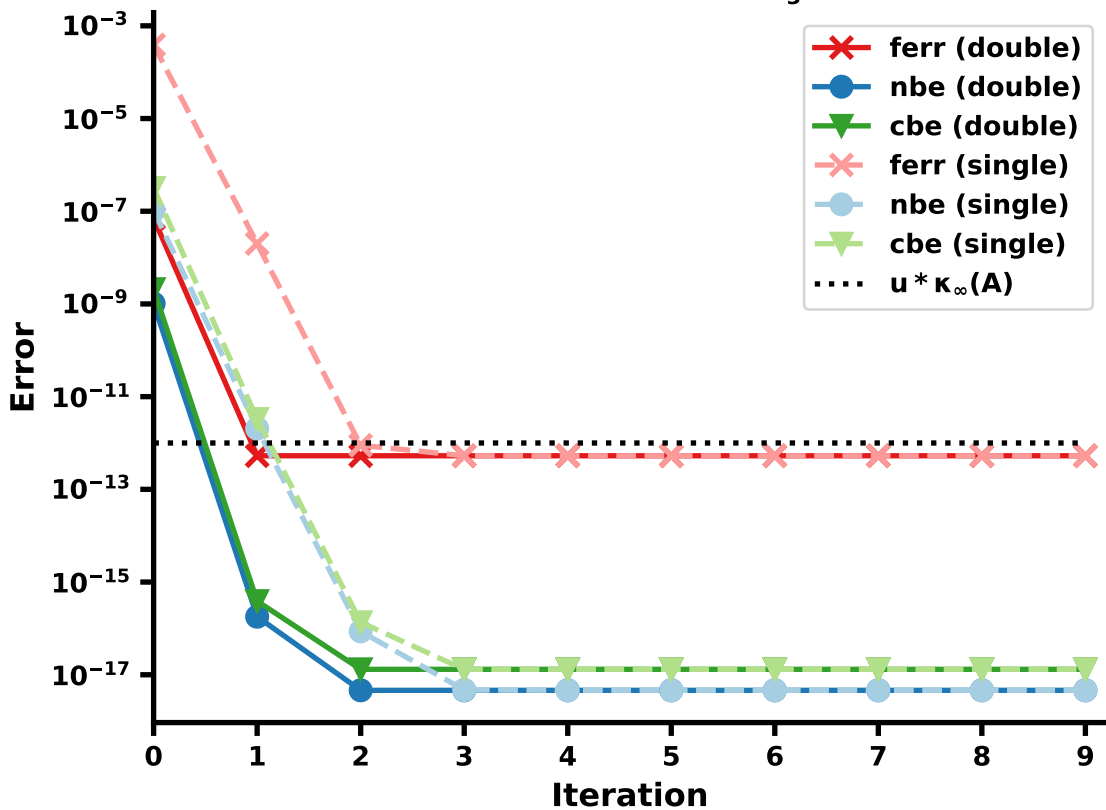 g
10⁻³
10⁻⁵
10⁻⁷
10⁻⁹
10⁻¹¹
10⁻¹³
10⁻¹⁵
10⁻¹⁷
Error
ferr (double)
nbe (double)
cbe (double)
ferr (single)
nbe (single)
cbe (single)
u * κ∞(A)
0 1 2 3 4 5 6 7 8 9
Iteration